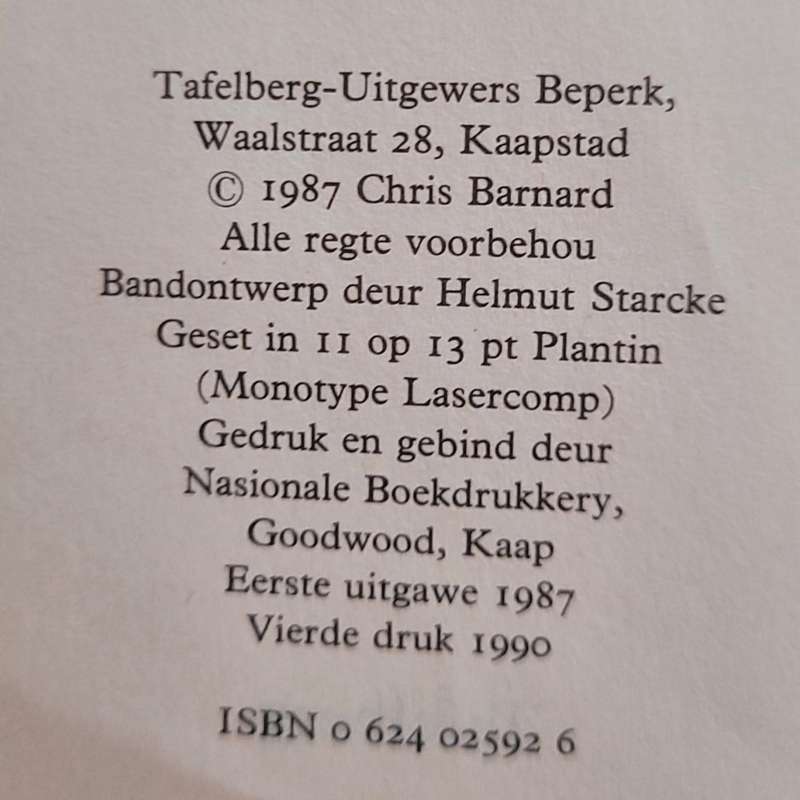 Tafelberg-Uitgewers Beperk,
Waalstraat 28, Kaapstad
© 1987 Chris Barnard
Alle regte voorbehou
Bandontwerp deur Helmut Starcke
Geset in 11 op 13 pt Plantin
(Monotype Lasercomp)
Gedruk en gebind deur
Nasionale Boekdrukkery,
Goodwood, Kaap
Eerste uitgawe 1987
Vierde druk 1990
ISBN 0 624 02592 6